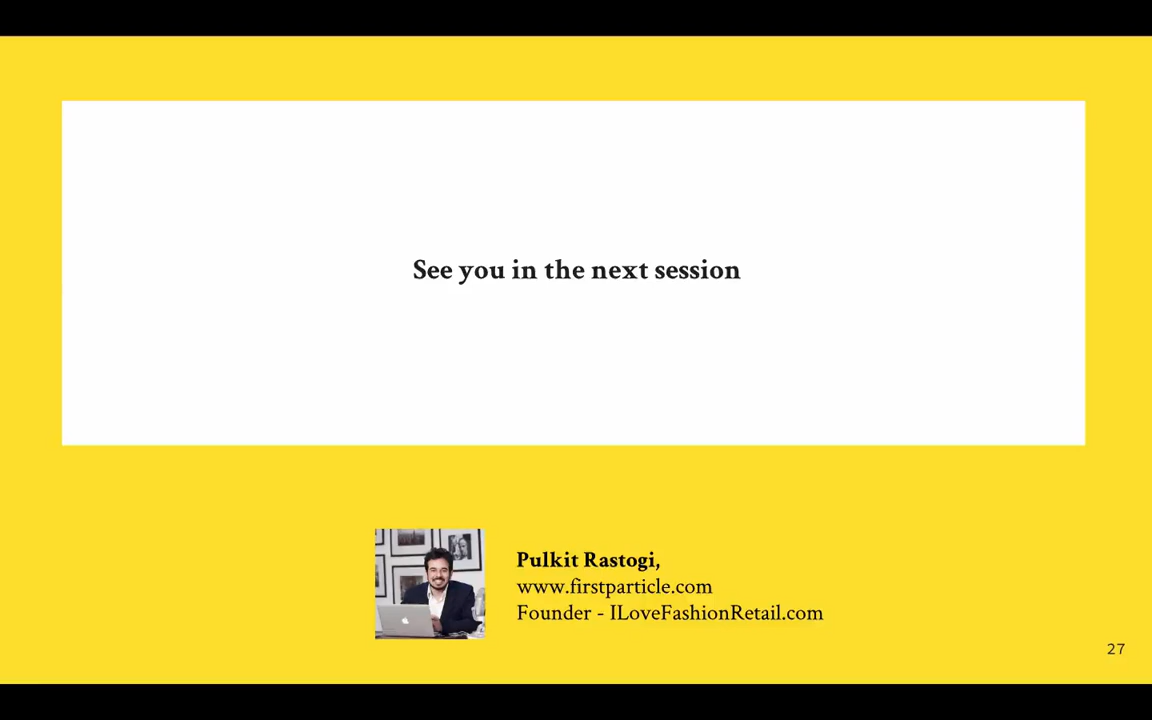 See you in the next session
Pulkit Rastogi,
www.firstparticle.com
Founder - ILoveFashionRetail.com
27